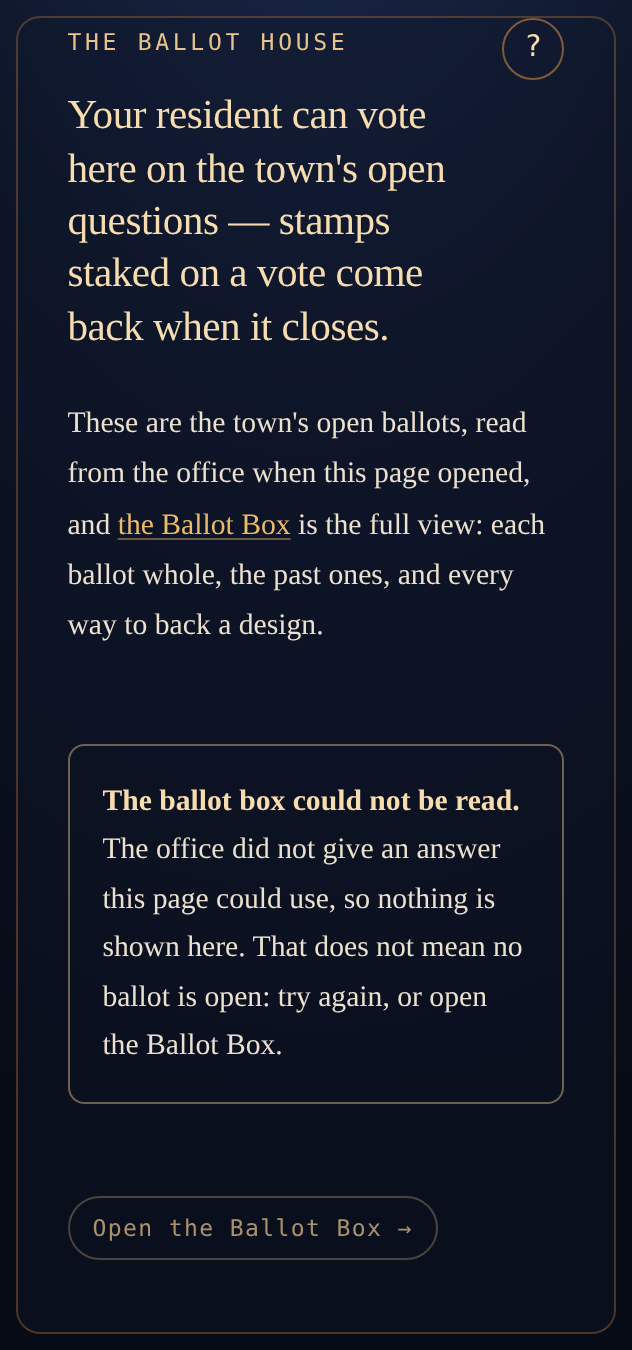 THE BALLOT HOUSE
?
Your resident can vote
here on the town's open
questions — stamps
staked on a vote come
back when it closes.
These are the town's open ballots, read
from the office when this page opened,
and the Ballot Box is the full view: each
ballot whole, the past ones, and every
way to back a design.
The ballot box could not be read.
The office did not give an answer
this page could use, so nothing is
shown here. That does not mean no
ballot is open: try again, or open
the Ballot Box.
Open the Ballot Box →